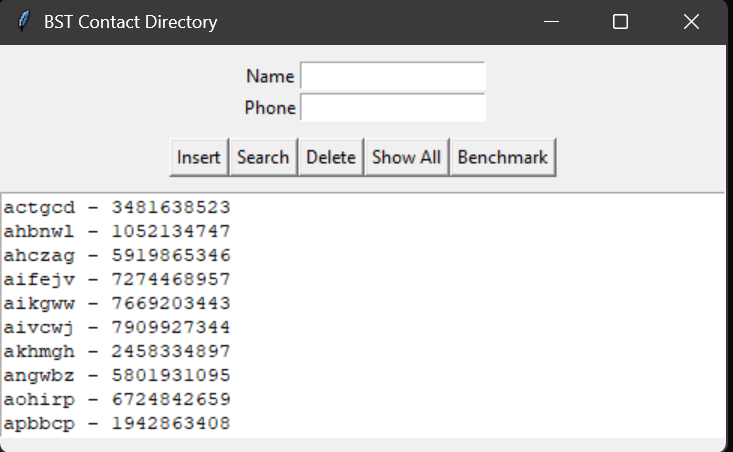 BST Contact Directory
Name
Phone
Insert Search Delete Show All Benchmark
actgcd - 3481638523
ahbnwl - 1052134747
ahczag - 5919865346
aifejv - 7274468957
aikgww - 7669203443
aivcwj - 7909927344
akhmgh - 2458334897
angwbz - 5801931095
aohirp - 6724842659
apbbcp - 1942863408